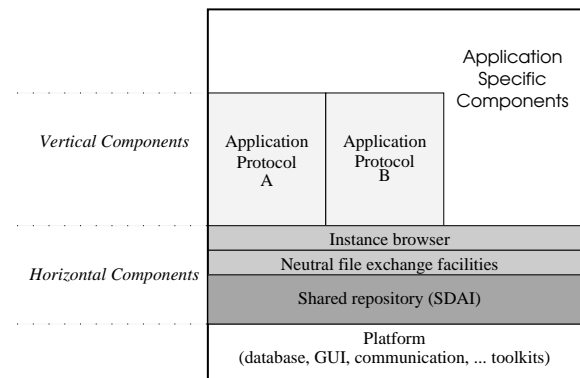 Application
Specific
Components
Vertical Components
Application
Protocol
A
Application
Protocol
B
Instance browser
Horizontal Components
Neutral file exchange facilities
Shared repository (SDAI)
Platform
(database, GUI, communication, ... toolkits)